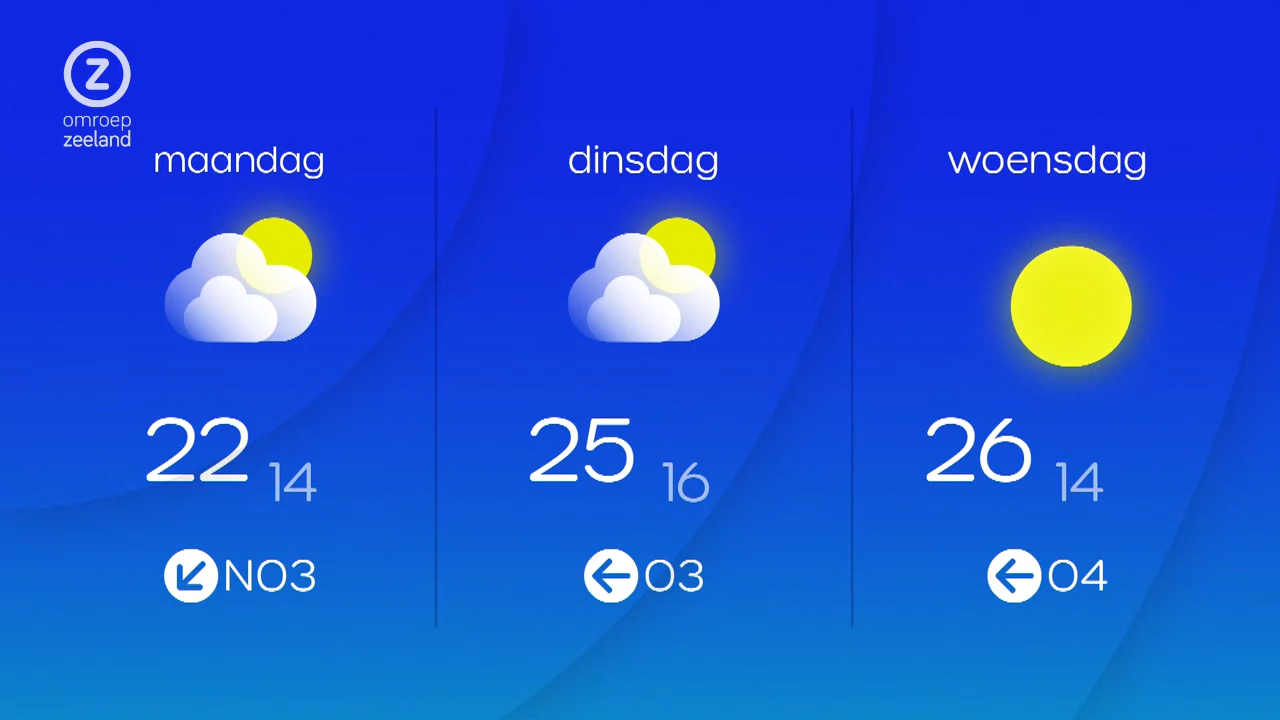 Z
omroep
zeeland
maandag
22 14
NO3
dinsdag
25 16
O3
woensdag
26 14
O4